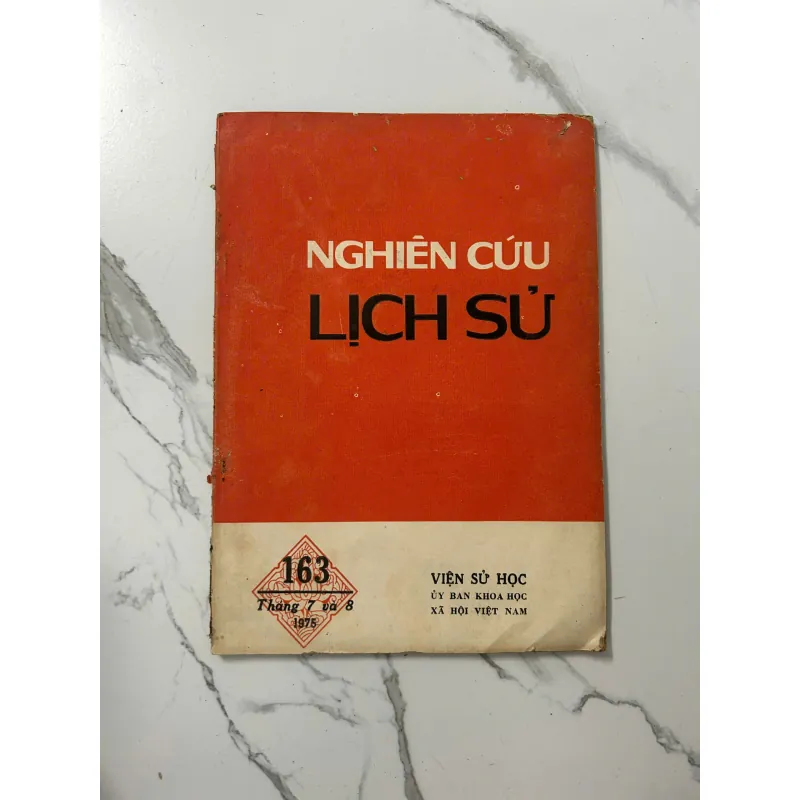 NGHIÊN CỨU
LỊCH SỬ
163
Tháng 7 và 8
1975
VIỆN SỬ HỌC
ỦY BAN KHOA HỌC
XÃ HỘI VIỆT NAM